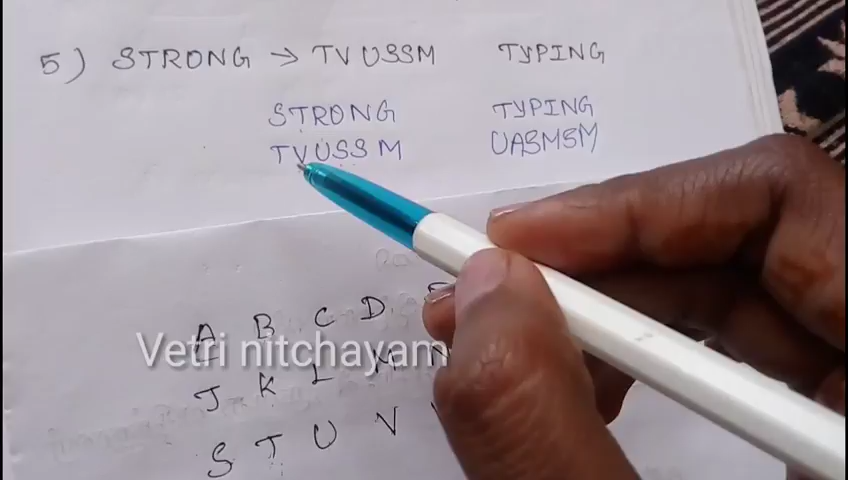 5) STRONG → TVUSSM TYPING
STRONG TYPING
TVUSSM UASMSM
A B C D
Vetri nitchayam
J K L M N
S T U V